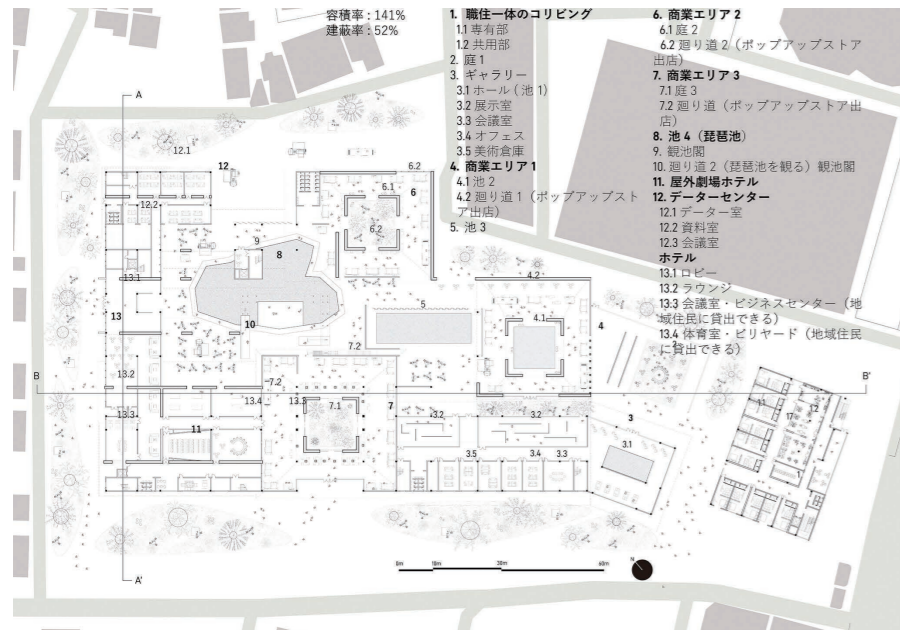 容積率：141%
建蔽率：52%
1. 職住一体のコリビング
1.1 専有部
1.2 共用部
2. 庭 1
3. ギャラリー
3.1 ホール（池 1）
3.2 展示室
3.3 会議室
3.4 オフェス
3.5 美術倉庫
4. 商業エリア 1
4.1 池 2
4.2 廻り道 1（ポップアップスト
ア出店）
5. 池 3
6. 商業エリア 2
6.1 庭 2
6.2 廻り道 2（ポップアップストア
出店）
7. 商業エリア 3
7.1 庭 3
7.2 廻り道（ポップアップストア出
店）
8. 池 4（琵琶池）
9. 観池閣
10. 廻り道 2（琵琶池を観る）観池閣
11. 屋外劇場ホテル
12. データーセンター
12.1 データー室
12.2 資料室
12.3 会議室
ホテル
13.1 ロビー
13.2 ラウンジ
13.3 会議室・ビジネスセンター（地
域住民に貸出できる）
13.4 体育室・ビリヤード（地域住民
に貸出できる）
A
12.1
12
6.2
6.1
6
12.2
6.2
9
8
13.1
4.2
5
13
10
4.1
4
7.2
2
B
13.2
7.2
B'
13.4
13.3
7.1
7
13.3
3.2
3.2
3
11
3.1
3.5
3.4
3.3
1.1
1.2
0m
10m
30m
60m
N
A'